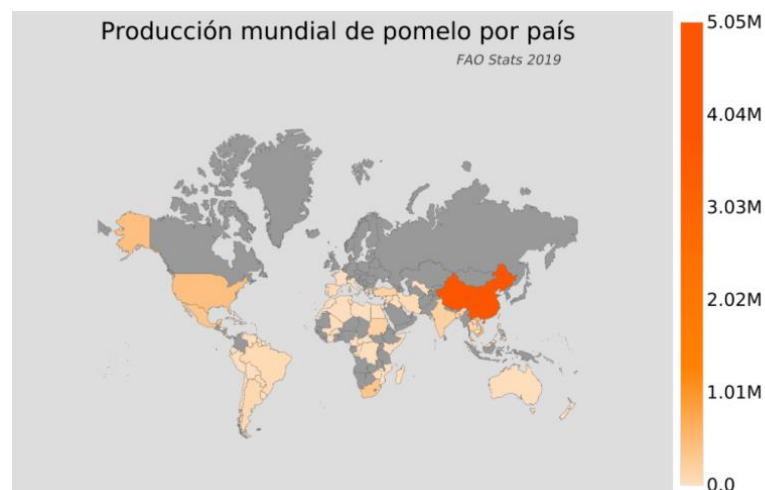 Producción mundial de pomelo por país
FAO Stats 2019
5.05M
4.04M
3.03M
2.02M
1.01M
0.0